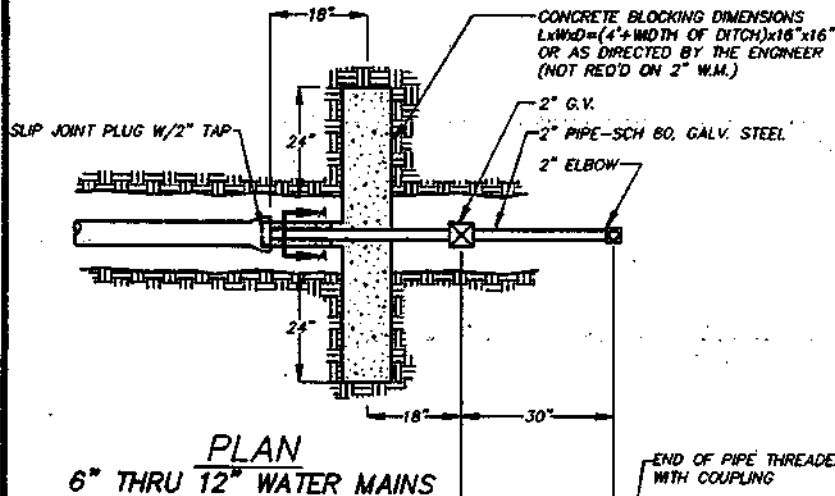 18"
CONCRETE BLOCKING DIMENSIONS
LxWxD=(4'+WIDTH OF DITCH)x16"x16"
OR AS DIRECTED BY THE ENGINEER
(NOT REQ'D ON 2" W.M.)
2" G.V.
SLIP JOINT PLUG W/2" TAP
24"
2" PIPE-SCH 80, GALV. STEEL
2" ELBOW
A
A
24"
18"
30"
PLAN
6" THRU 12" WATER MAINS
END OF PIPE THREADE
WITH COUPLING